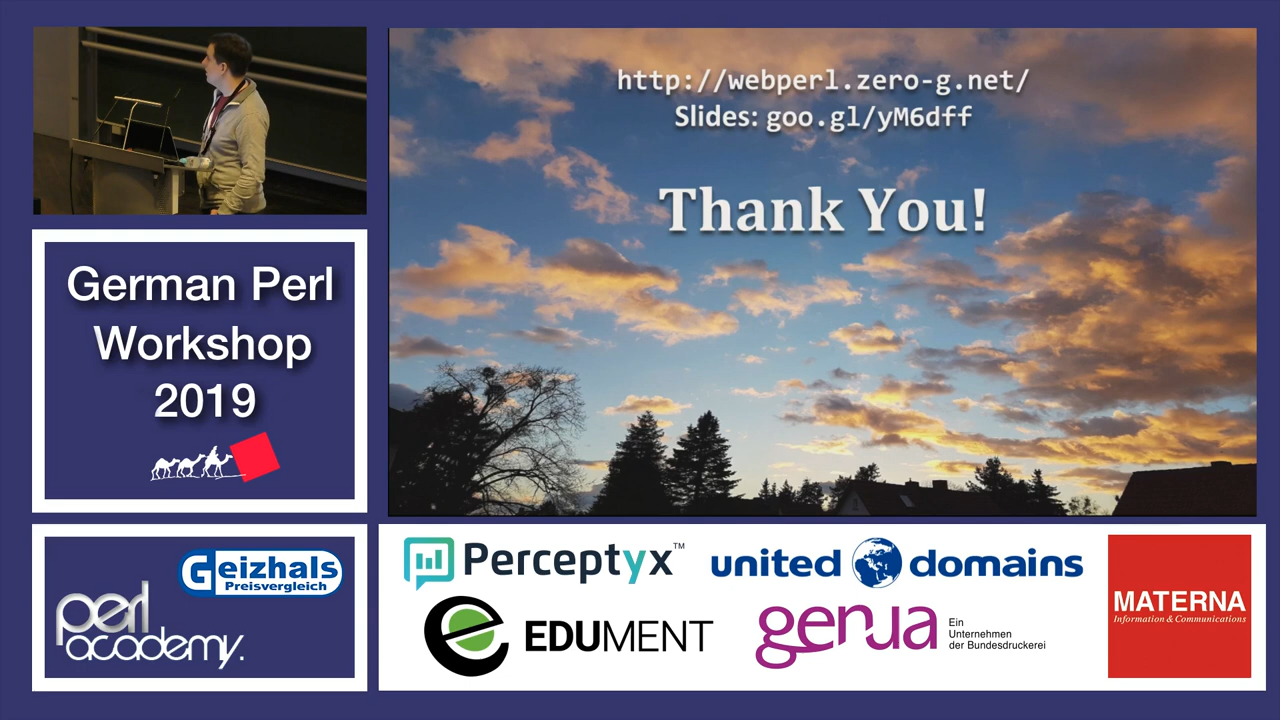 http://webperl.zero-g.net/
Slides: goo.gl/yM6dff
Thank You!
German Perl
Workshop
2019
Geizhals
Preisvergleich
perl
academy.
Perceptyx™
united domains
EDUMENT
genua
Ein
Unternehmen
der Bundesdruckerei
MATERNA
Information & Communications